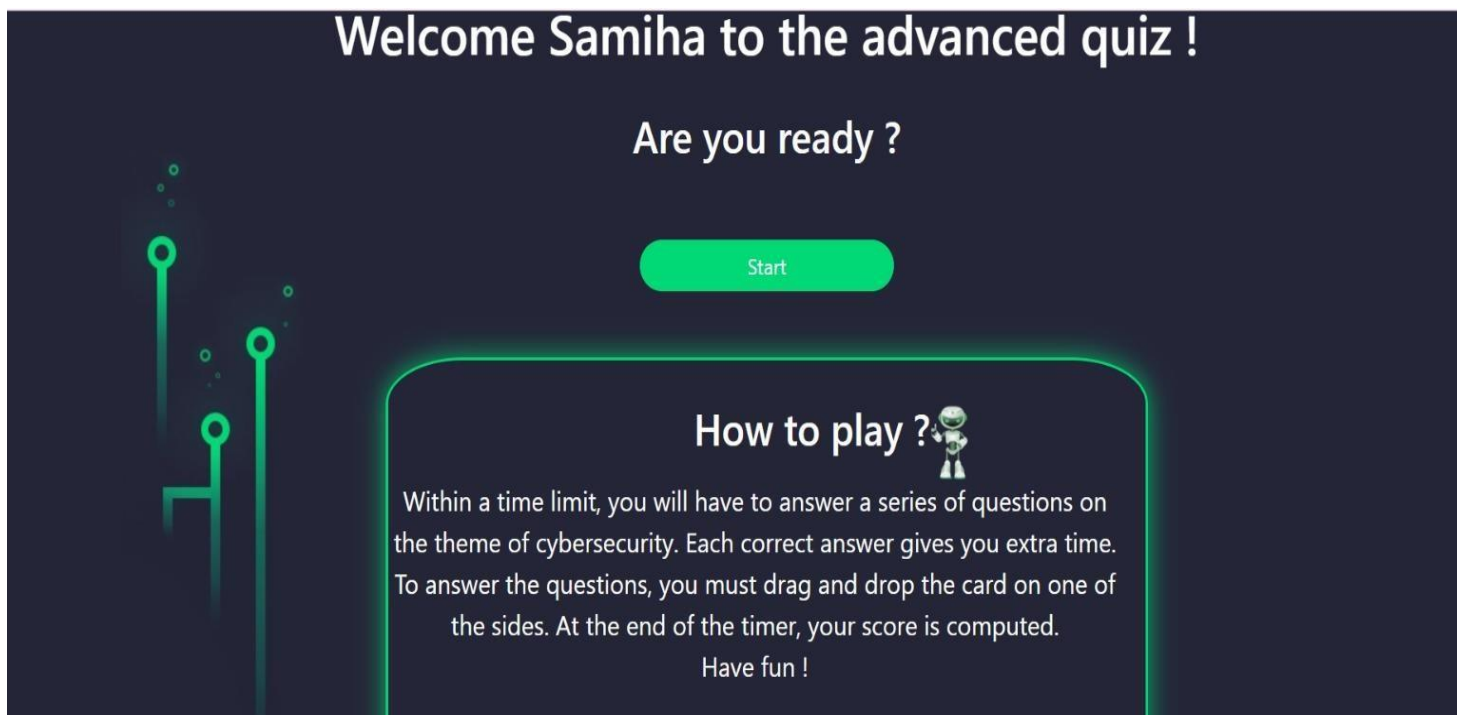 Welcome Samiha to the advanced quiz !
Are you ready ?
Start
How to play ?
Within a time limit, you will have to answer a series of questions on
the theme of cybersecurity. Each correct answer gives you extra time.
To answer the questions, you must drag and drop the card on one of
the sides. At the end of the timer, your score is computed.
Have fun !